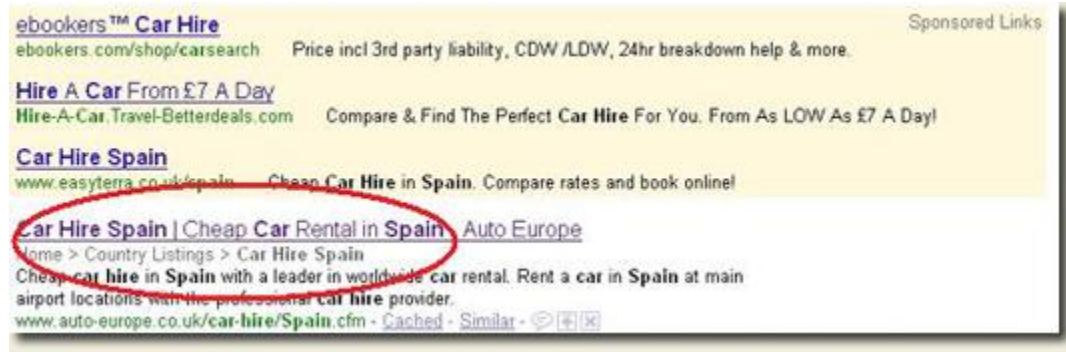 ebookers™ Car Hire
Sponsored Links
ebookers.com/shop/carsearch Price incl 3rd party liability, CDW /LDW, 24hr breakdown help & more.
Hire A Car From £7 A Day
Hire-A-Car.Travel-Betterdeals.com Compare & Find The Perfect Car Hire For You. From As LOW As £7 A Day!
Car Hire Spain
www.easyterra.co.uk/spain Cheap Car Hire in Spain. Compare rates and book online!
Car Hire Spain | Cheap Car Rental in Spain - Auto Europe
Home > Country Listings > Car Hire Spain
Cheap car hire in Spain with a leader in worldwide car rental. Rent a car in Spain at main
airport locations with the professional car hire provider.
www.auto-europe.co.uk/car-hire/Spain.cfm - Cached - Similar -